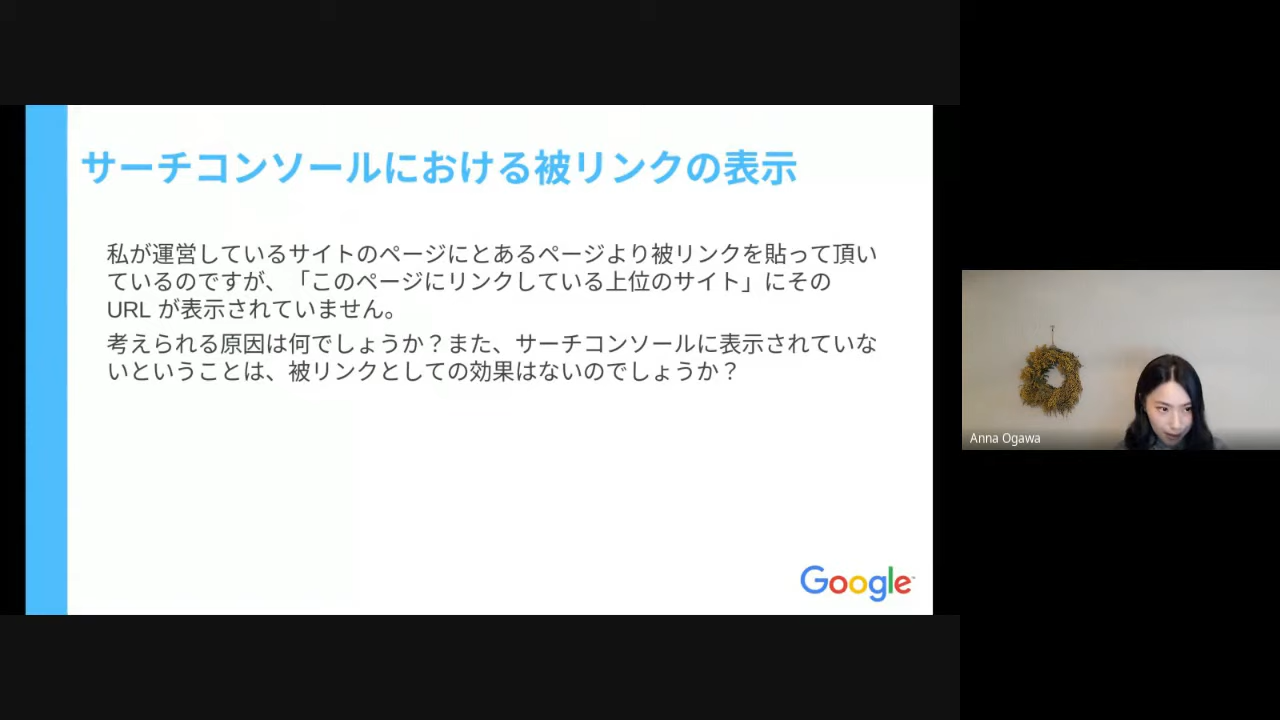 サーチコンソールにおける被リンクの表示
私が運営しているサイトのページにとあるページより被リンクを貼って頂い
ているのですが、「このページにリンクしている上位のサイト」にその
URL が表示されていません。
考えられる原因は何でしょうか？また、サーチコンソールに表示されていな
いということは、被リンクとしての効果はないのでしょうか？
Google
Anna Ogawa